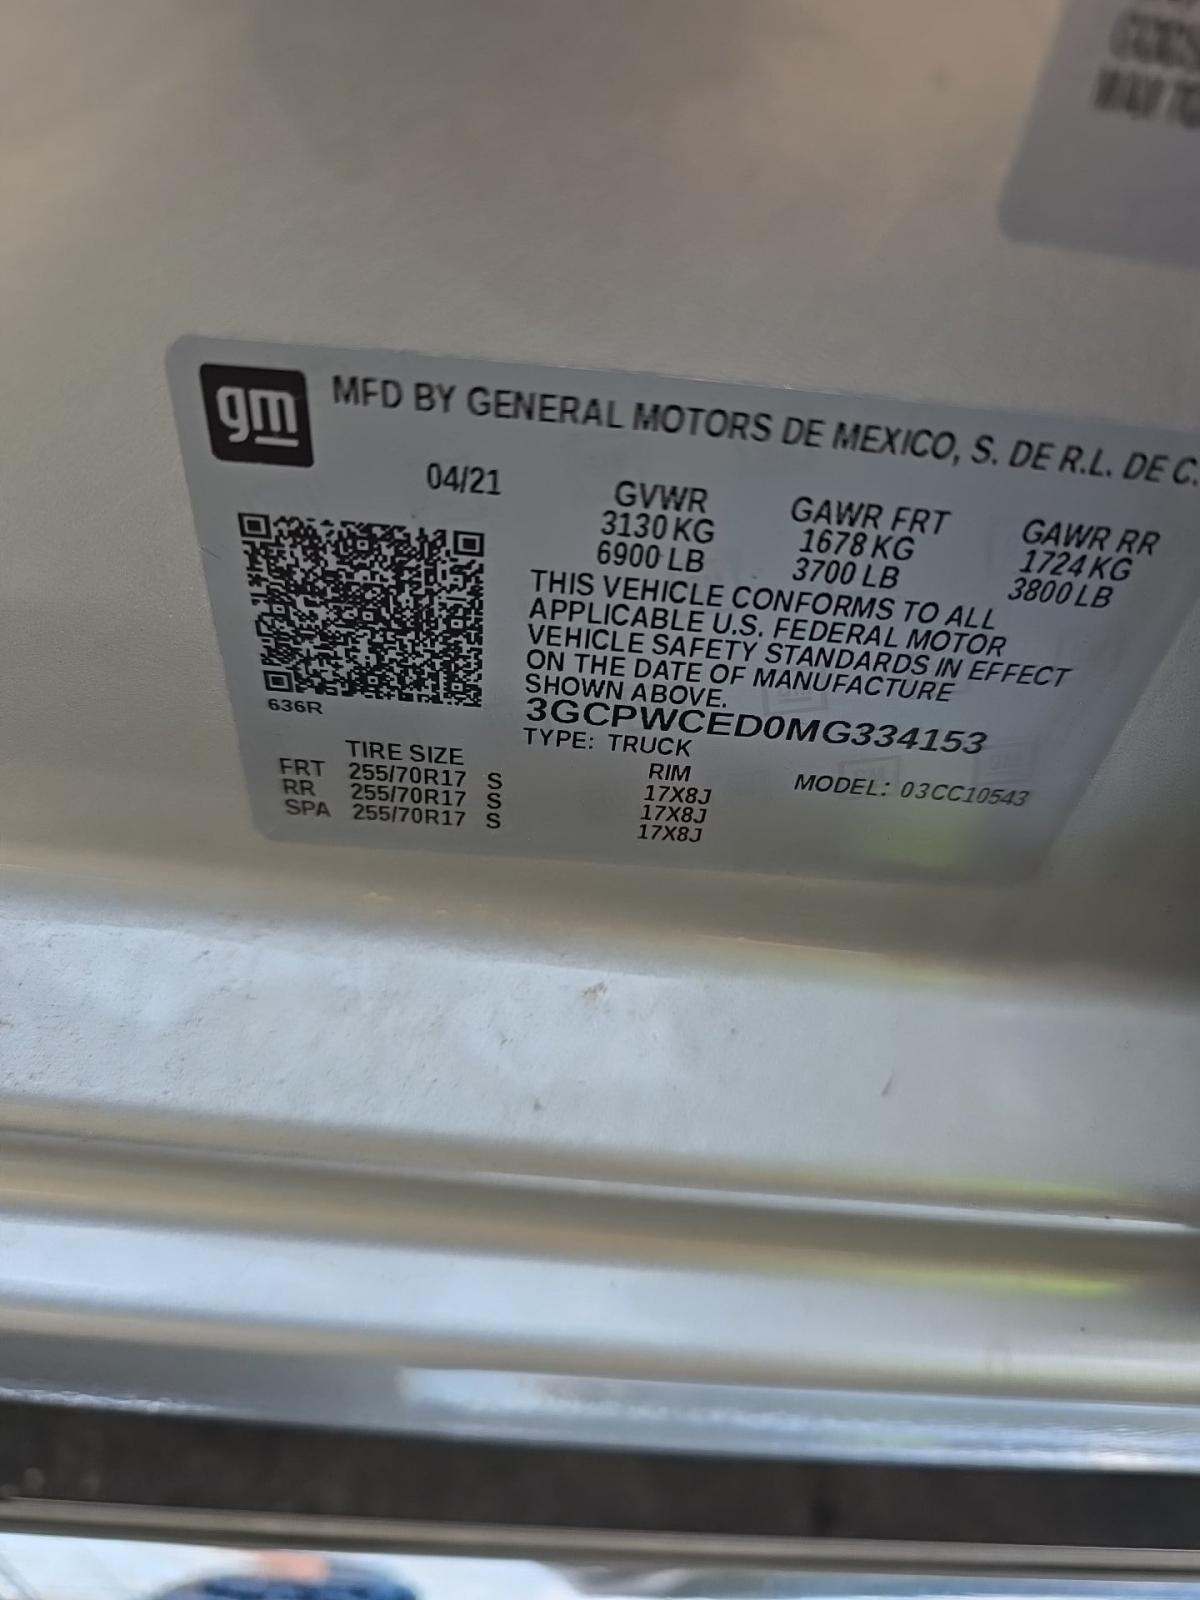 gm MFD BY GENERAL MOTORS DE MEXICO, S. DE R.L. DE C.
04/21
GVWR GAWR FRT GAWR RR
3130 KG 1678 KG 1724 KG
6900 LB 3700 LB 3800 LB
THIS VEHICLE CONFORMS TO ALL
APPLICABLE U.S. FEDERAL MOTOR
VEHICLE SAFETY STANDARDS IN EFFECT
ON THE DATE OF MANUFACTURE
SHOWN ABOVE.
636R
3GCPWCED0MG334153
TYPE: TRUCK
MODEL: 03CC10543
TIRE SIZE RIM
FRT 255/70R17 S 17X8J
RR 255/70R17 S 17X8J
SPA 255/70R17 S 17X8J